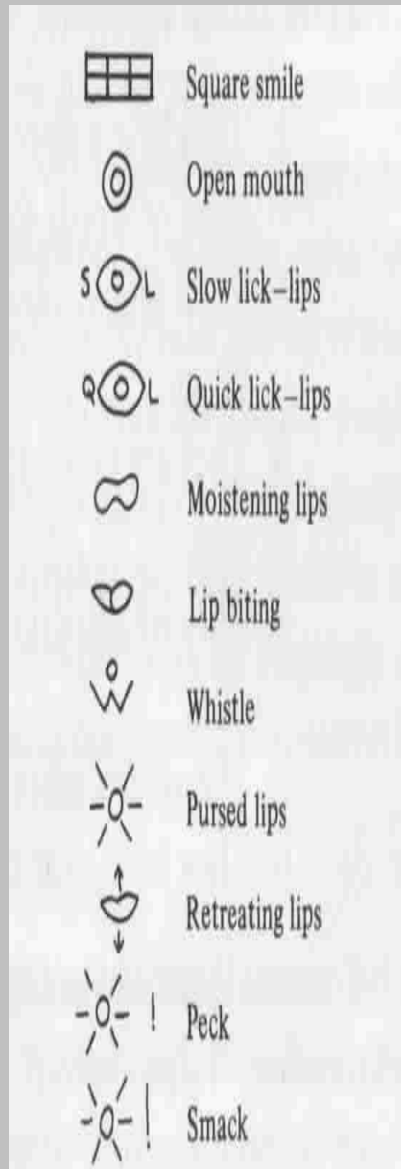 Square smile
Open mouth
S L Slow lick–lips
Q L Quick lick–lips
Moistening lips
Lip biting
W Whistle
Pursed lips
Retreating lips
! Peck
! Smack